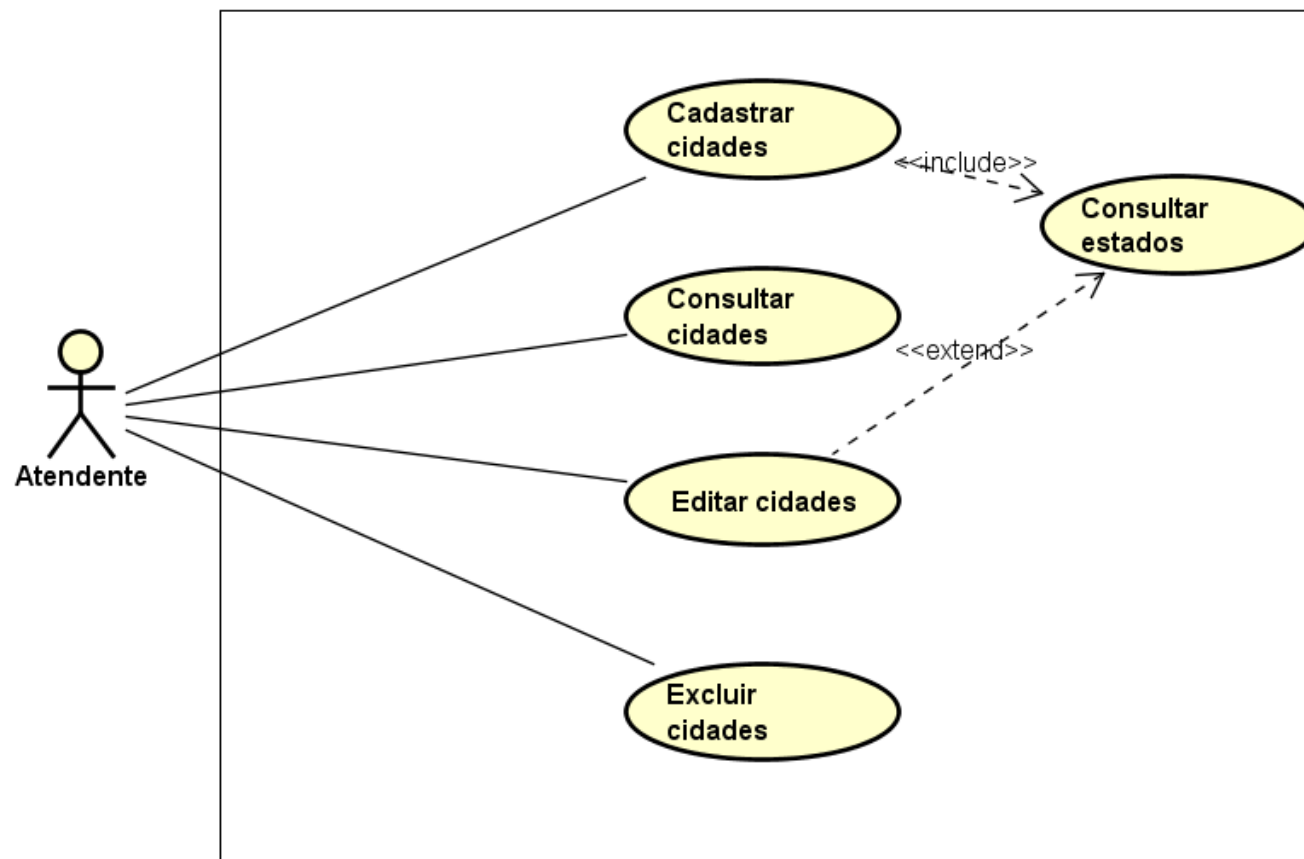 Cadastrar
cidades
<<include>>
Consultar
estados
Consultar
cidades
<<extend>>
Atendente
Editar cidades
Excluir
cidades